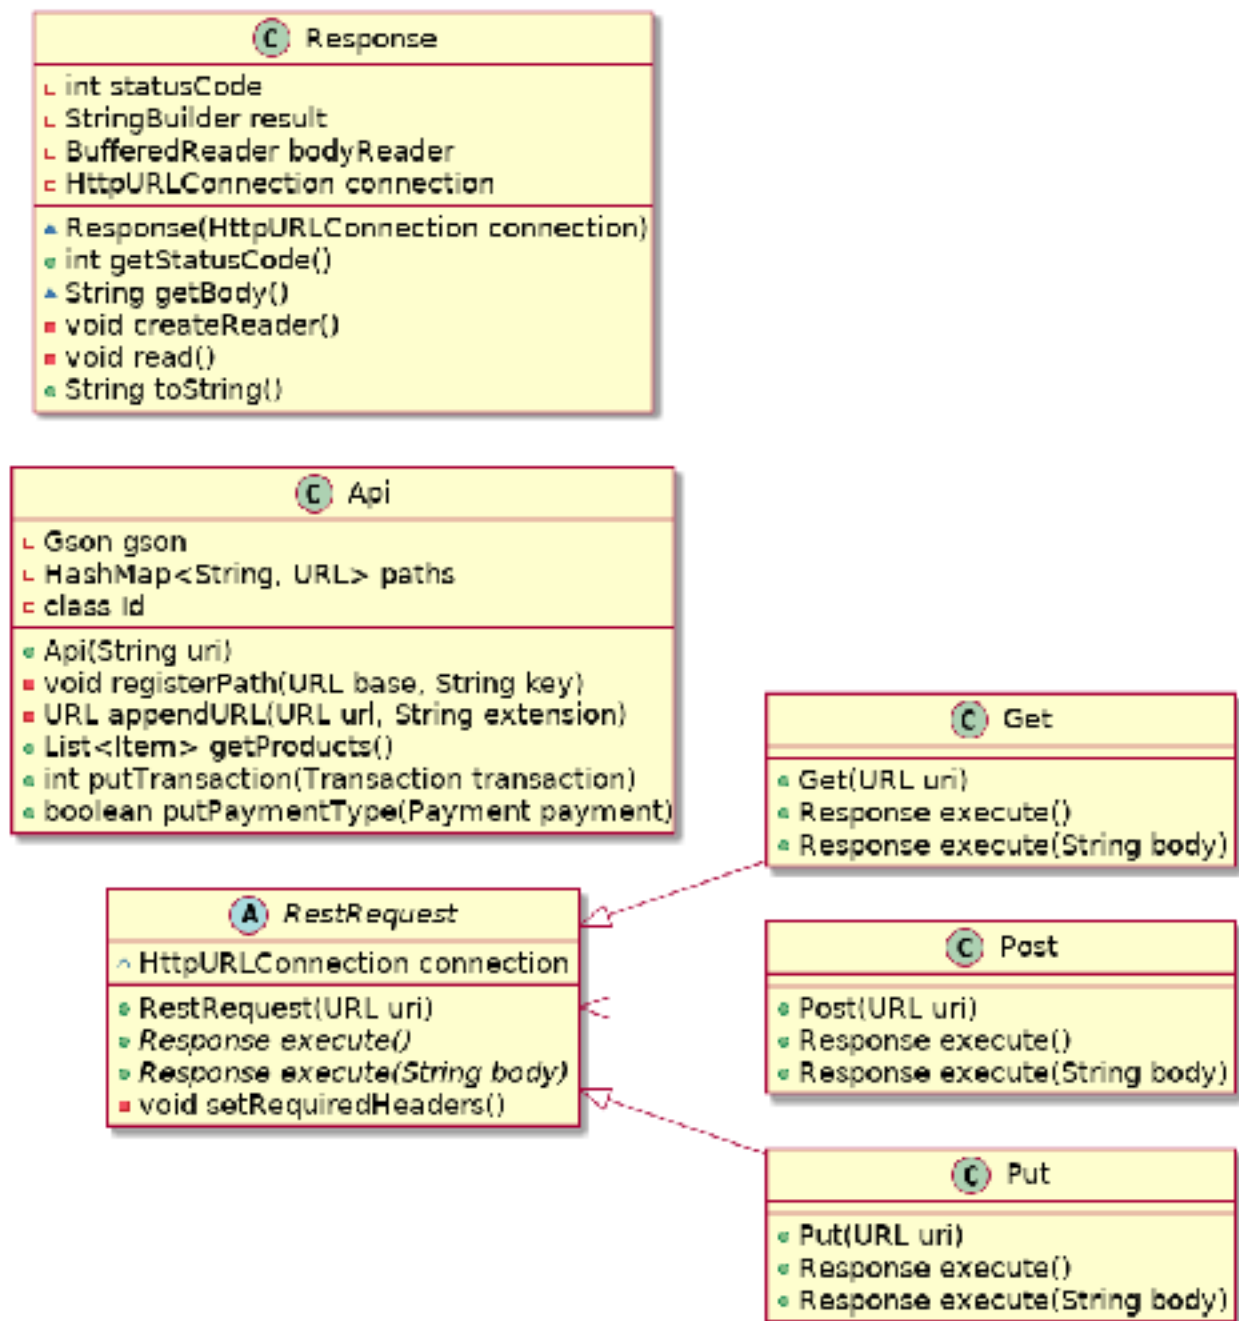 C Response
int statusCode
StringBuilder result
BufferedReader bodyReader
HttpURLConnection connection
Response(HttpURLConnection connection)
int getStatusCode()
String getBody()
void createReader()
void read()
String toString()
C Api
Gson gson
HashMap<String, URL> paths
class Id
Api(String uri)
void registerPath(URL base, String key)
URL appendURL(URL url, String extension)
List<Item> getProducts()
int putTransaction(Transaction transaction)
boolean putPaymentType(Payment payment)
A RestRequest
HttpURLConnection connection
RestRequest(URL uri)
Response execute()
Response execute(String body)
void setRequiredHeaders()
C Get
Get(URL uri)
Response execute()
Response execute(String body)
C Post
Post(URL uri)
Response execute()
Response execute(String body)
C Put
Put(URL uri)
Response execute()
Response execute(String body)